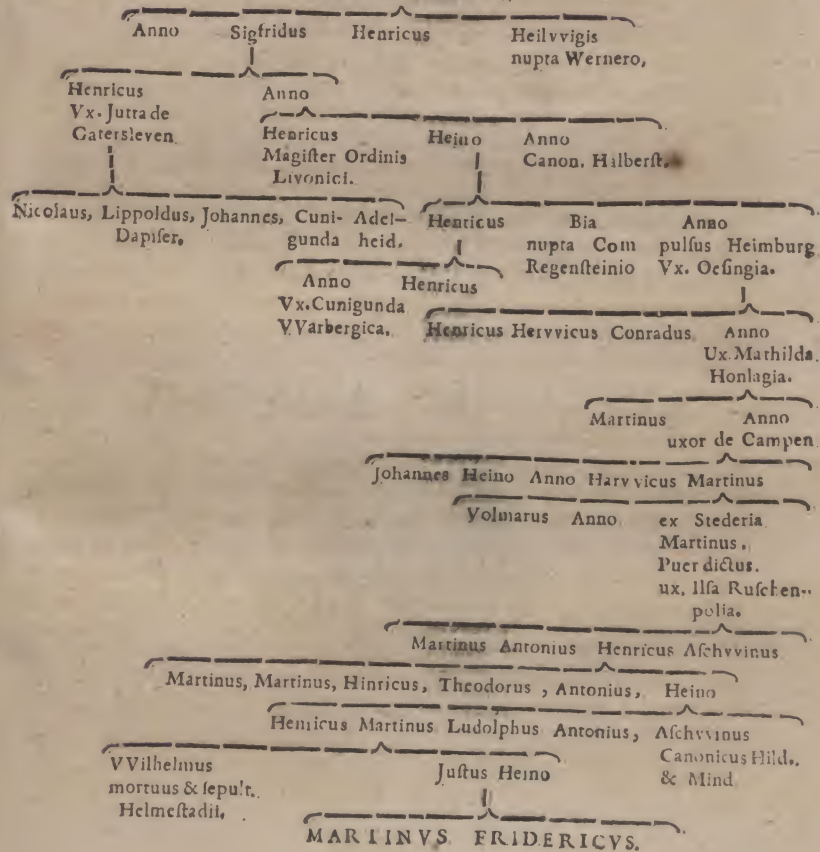 Anno Sigfridus Henricus Heilvvigis
nupta Wernero,
Henricus Anno
Vx. Jutta de
Gatersleven.
Henricus Heino Anno
Magiſter Ordinis Canon. Hilberſt.
Livonici.
Nicolaus, Lippoldus, Johannes, Cuni- Adel-
Dapifer. gunda heid.
Henricus Bia Anno
nupta Com pulſus Heimburg
Regenſteinio Vx. Oeſingia.
Anno Henricus
Vx. Cunigunda
VVarbergica.
Henricus Hervvicus Conradus Anno
Ux. Mathilda
Honlagia.
Martinus Anno
uxor de Campen
Johannes Heino Anno Harvvicus Martinus
Volmarus Anno ex Stederia
Martinus.
Puer dictus.
ux. Ilſa Ruſchen-
polia.
Martinus Antonius Henricus Aſchvvinus
Martinus, Martinus, Hinricus, Theodorus, Antonius, Heino
Henricus Martinus Ludolphus Antonius, Aſchvvinus
Canonicus Hild.
& Mind
VVilhelmus Juſtus Heino
mortuus & ſepult.
Helmeſtadii.
MARTINVS FRIDERICVS.